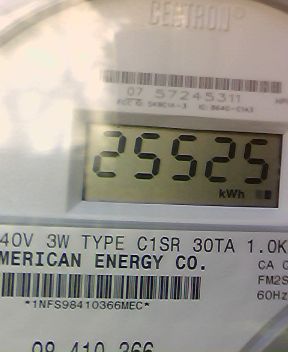 CENTRON®
07 57245311
25525
kWh
40V 3W TYPE C1SR 30TA 1.0K
MERICAN ENERGY CO.
CA
FM2S
60Hz
*1NFS98410366MEC*
98 410 366